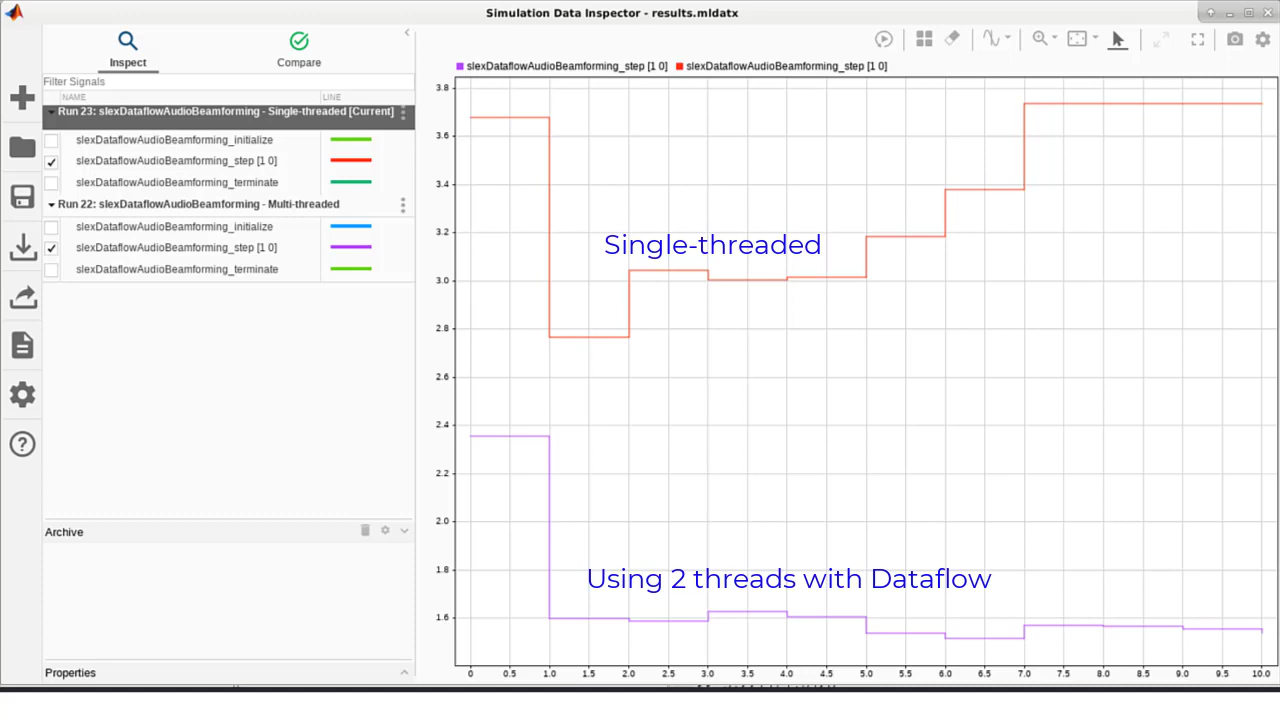 Simulation Data Inspector - results.mldatx
Inspect
Compare
Filter Signals
NAME LINE
Run 23: slexDataflowAudioBeamforming - Single-threaded [Current]
slexDataflowAudioBeamforming_initialize
slexDataflowAudioBeamforming_step [1 0]
slexDataflowAudioBeamforming_terminate
Run 22: slexDataflowAudioBeamforming - Multi-threaded
slexDataflowAudioBeamforming_initialize
slexDataflowAudioBeamforming_step [1 0]
slexDataflowAudioBeamforming_terminate
Archive
Properties
slexDataflowAudioBeamforming_step [1 0] slexDataflowAudioBeamforming_step [1 0]
3.8
3.6
3.4
3.2
Single-threaded
3.0
2.8
2.6
2.4
2.2
2.0
1.8
Using 2 threads with Dataflow
1.6
0 0.5 1.0 1.5 2.0 2.5 3.0 3.5 4.0 4.5 5.0 5.5 6.0 6.5 7.0 7.5 8.0 8.5 9.0 9.5 10.0